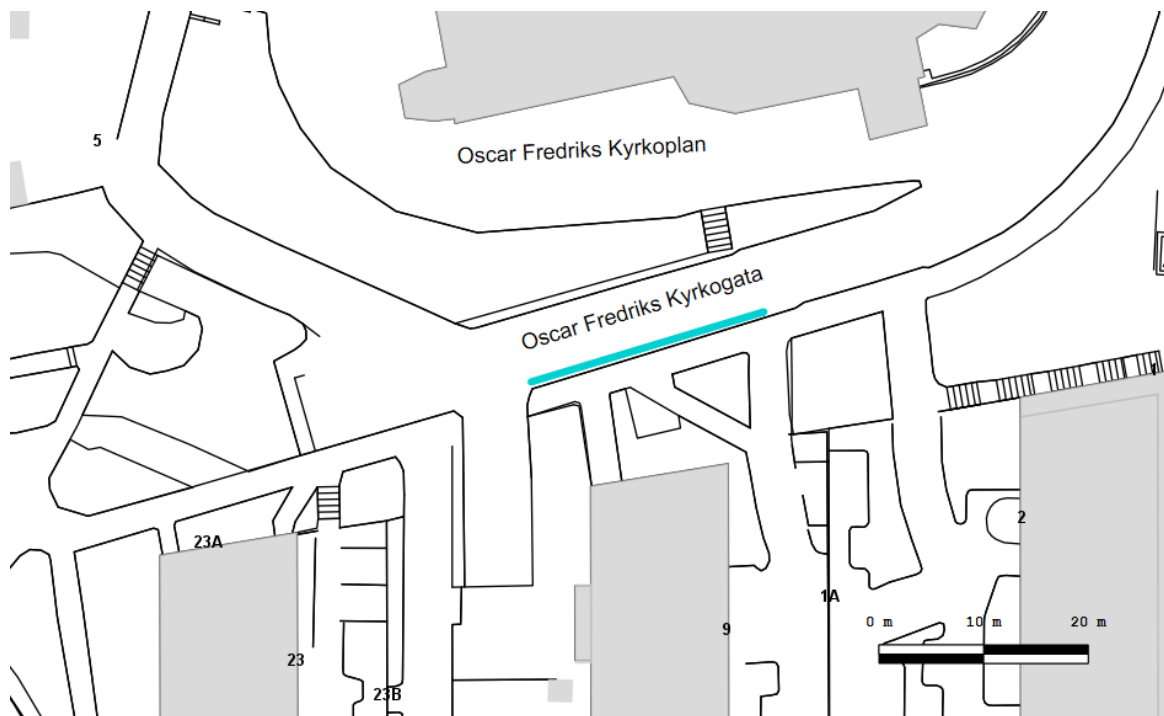 5
Oscar Fredriks Kyrkoplan
Oscar Fredriks Kyrkogata
1
2
23A
1A
0 m 10 m 20 m
9
23
23B